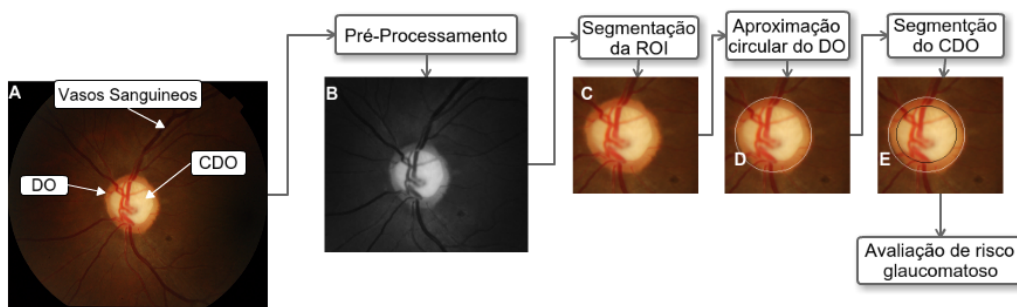 A
Vasos Sanguineos
DO
CDO
Pré-Processamento
B
Segmentação
da ROI
C
Aproximação
circular do DO
D
Segmentção
do CDO
E
Avaliação de risco
glaucomatoso